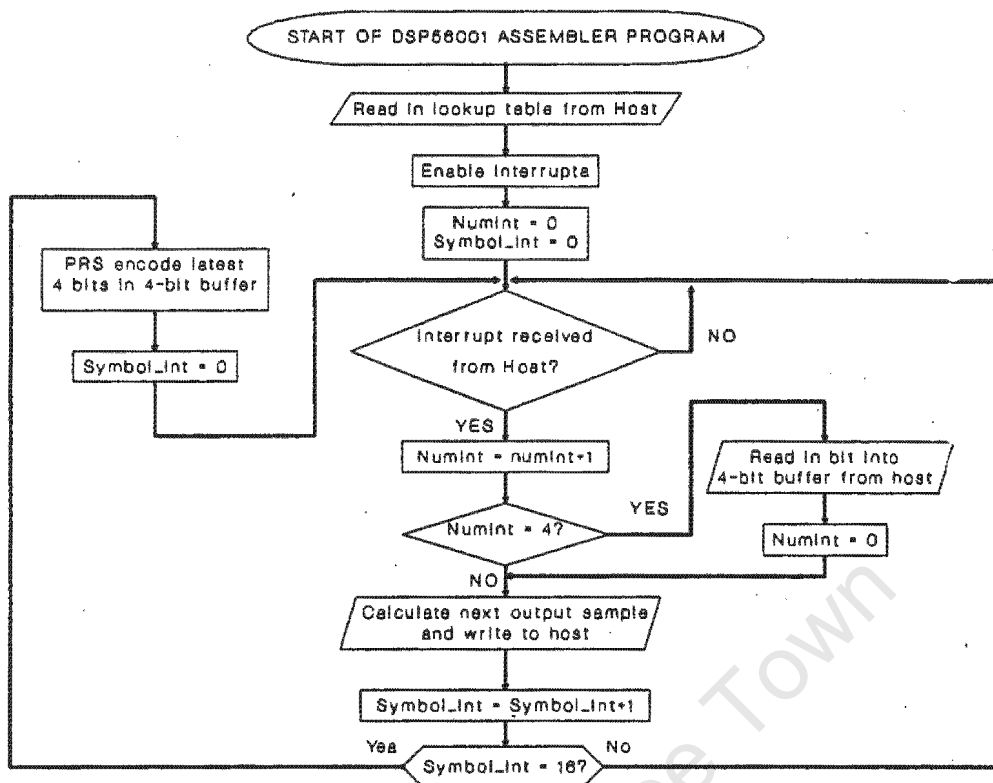 START OF DSP56001 ASSEMBLER PROGRAM
Read in lookup table from Host
Enable Interrupts
NumInt = 0
Symbol_Int = 0
PRS encode latest
4 bits in 4-bit buffer
Symbol_Int = 0
Interrupt received
from Host?
NO
YES
NumInt = numInt+1
Read in bit into
4-bit buffer from host
YES
NumInt = 4?
NumInt = 0
NO
Calculate next output sample
and write to host
Symbol_Int = Symbol_Int+1
Yes
No
Symbol_Int = 16?
Town